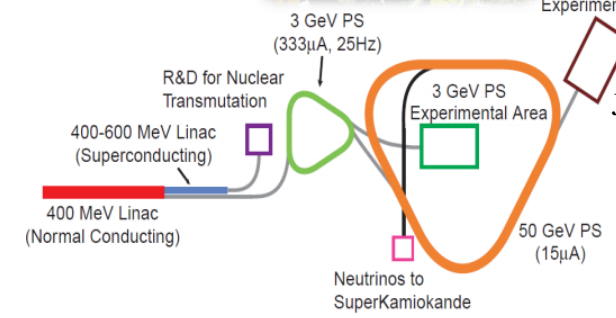 Experimen
3 GeV PS
(333μA, 25Hz)
R&D for Nuclear
Transmutation
3 GeV PS
Experimental Area
400-600 MeV Linac
(Superconducting)
400 MeV Linac
(Normal Conducting)
50 GeV PS
(15μA)
Neutrinos to
SuperKamiokande